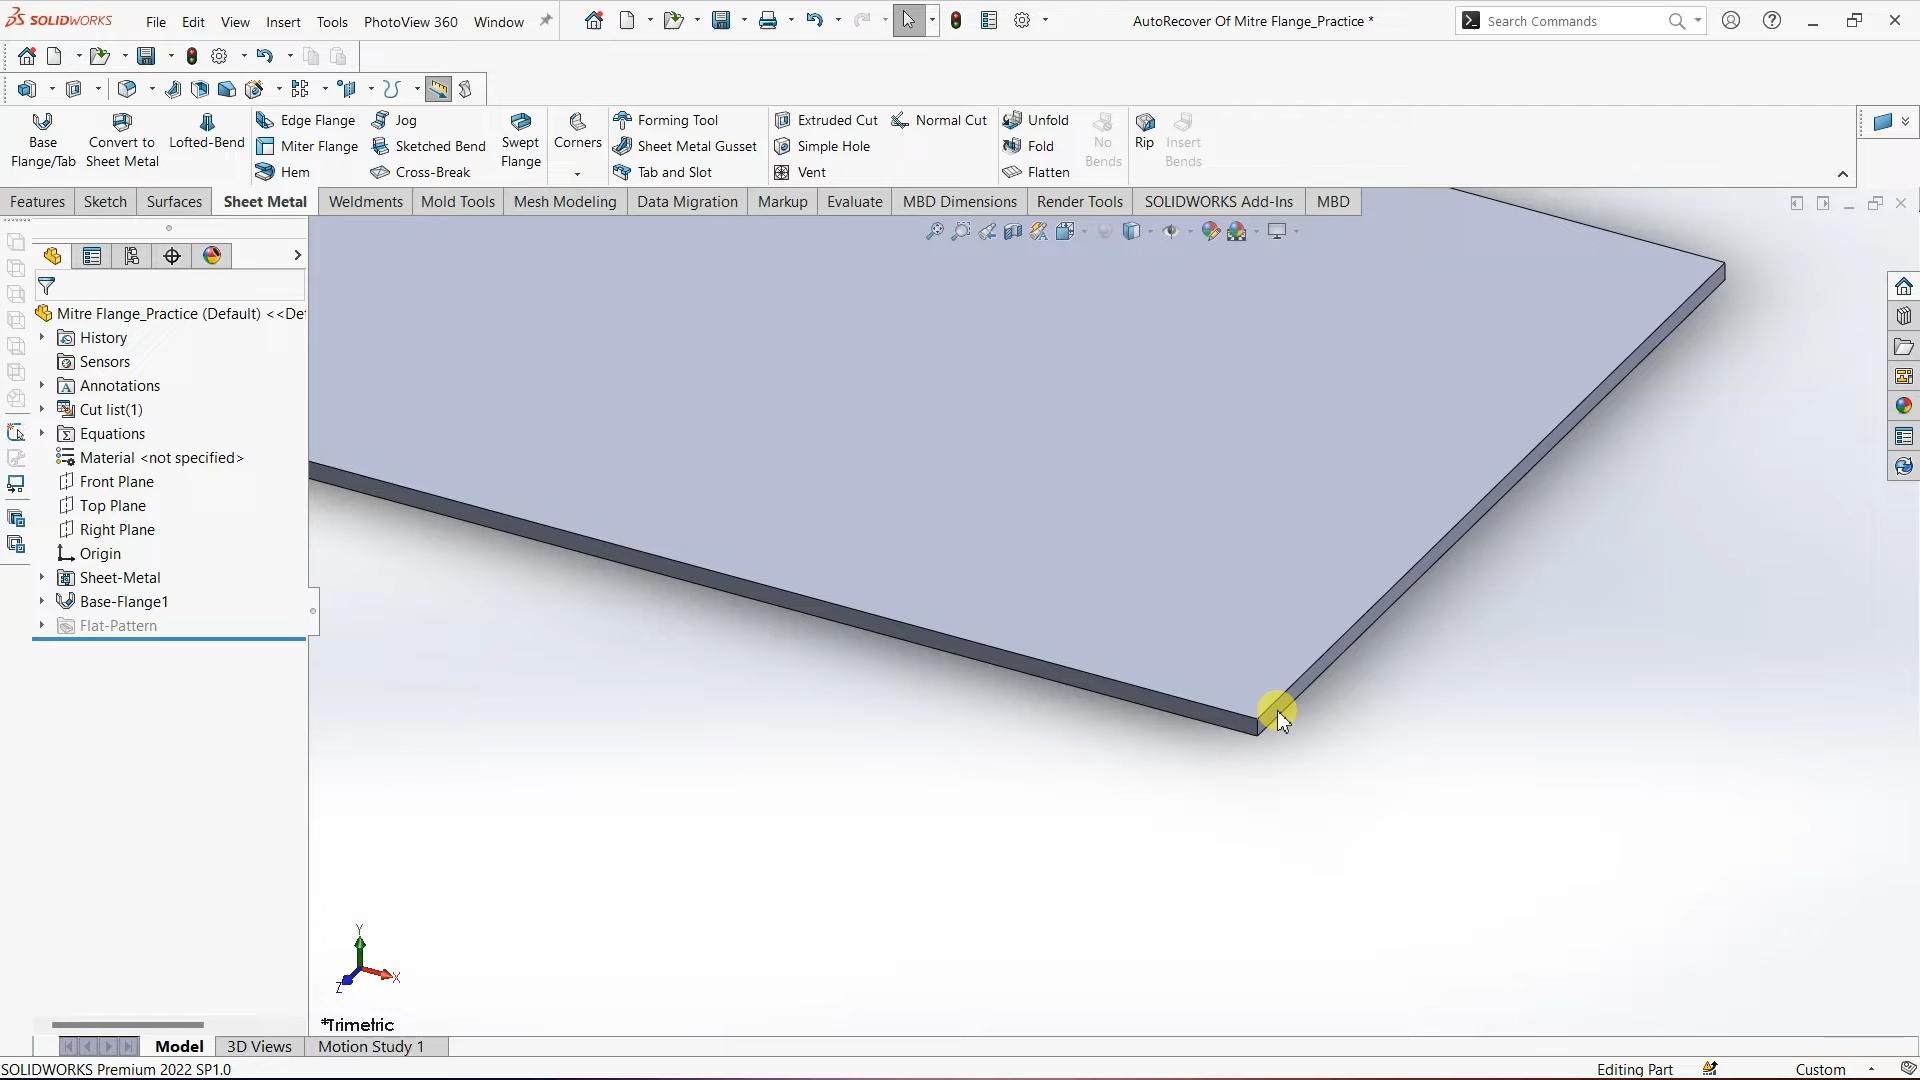 SOLIDWORKS File Edit View Insert Tools PhotoView 360 Window AutoRecover Of Mitre Flange_Practice * Search Commands
Base Flange/Tab
Convert to Sheet Metal
Lofted-Bend
Edge Flange
Miter Flange
Hem
Jog
Sketched Bend
Cross-Break
Swept Flange
Corners
Forming Tool
Sheet Metal Gusset
Tab and Slot
Extruded Cut
Simple Hole
Vent
Normal Cut
Unfold
Fold
Flatten
No Bends
Rip
Insert Bends
Features Sketch Surfaces Sheet Metal Weldments Mold Tools Mesh Modeling Data Migration Markup Evaluate MBD Dimensions Render Tools SOLIDWORKS Add-Ins MBD
Mitre Flange_Practice (Default) <<De
History
Sensors
Annotations
Cut list(1)
Equations
Material <not specified>
Front Plane
Top Plane
Right Plane
Origin
Sheet-Metal
Base-Flange1
Flat-Pattern
Y
X
Z
*Trimetric
Model 3D Views Motion Study 1
SOLIDWORKS Premium 2022 SP1.0 Editing Part Custom